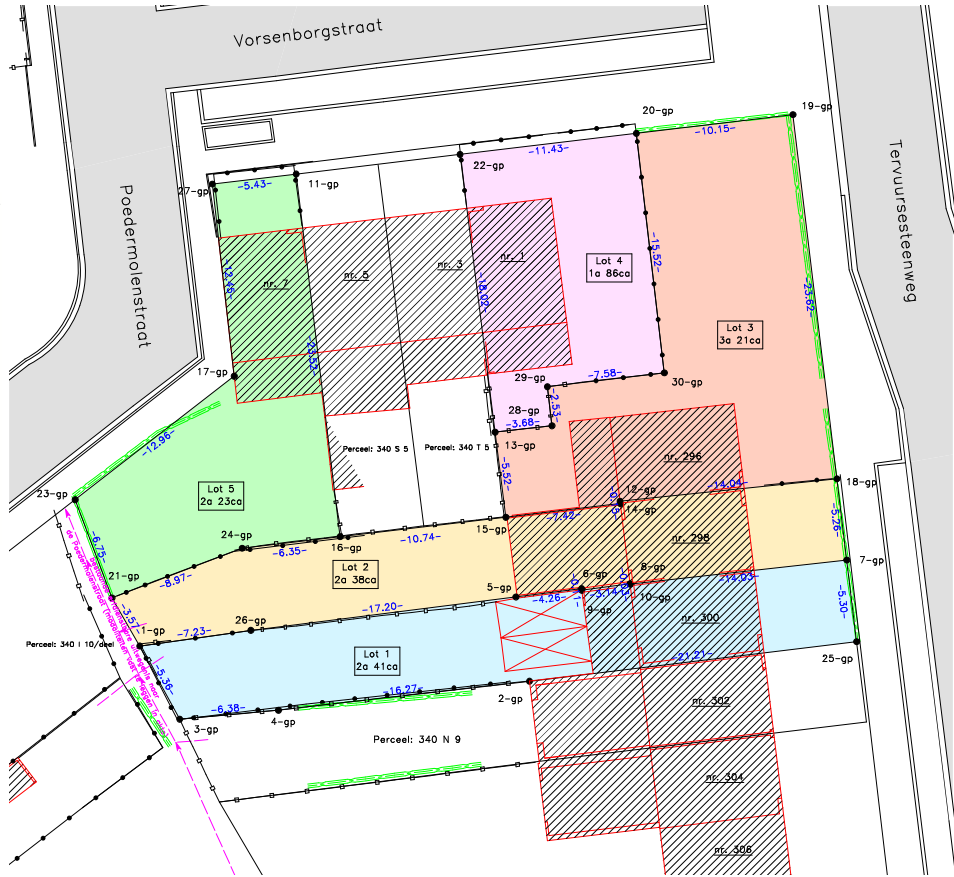 Vorsenborgstraat
Poedermolenstraat
Tervuursesteenweg
19-gp
20-gp
-10.15-
-11.43-
22-gp
11-gp
27-gp
-5.43-
nr. 1
nr. 3
nr. 5
nr. 7
Lot 4
1a 86ca
-15.52-
-23.62-
-18.02-
-12.45-
-23.52-
Lot 3
3a 21ca
17-gp
29-gp
-7.58-
30-gp
-2.53-
28-gp
-3.68-
13-gp
Perceel: 340 S 5
Perceel: 340 T 5
-12.96-
nr. 296
-5.52-
Lot 5
2a 23ca
23-gp
-14.04-
18-gp
12-gp
14-gp
-7.42-
15-gp
-10.74-
16-gp
24-gp
-6.35-
nr. 298
-5.26-
-6.75-
Lot 2
2a 38ca
7-gp
21-gp
-8.97-
6-gp
8-gp
-14.03-
5-gp
-4.26-
-3.14-
9-gp
10-gp
-17.20-
-3.57-
26-gp
-7.23-
1-gp
nr. 300
-5.30-
Perceel: 340 I 10/deel
Lot 1
2a 41ca
-21.21-
25-gp
-5.36-
-16.27-
2-gp
-6.38-
4-gp
3-gp
nr. 302
Perceel: 340 N 9
nr. 304
nr. 306